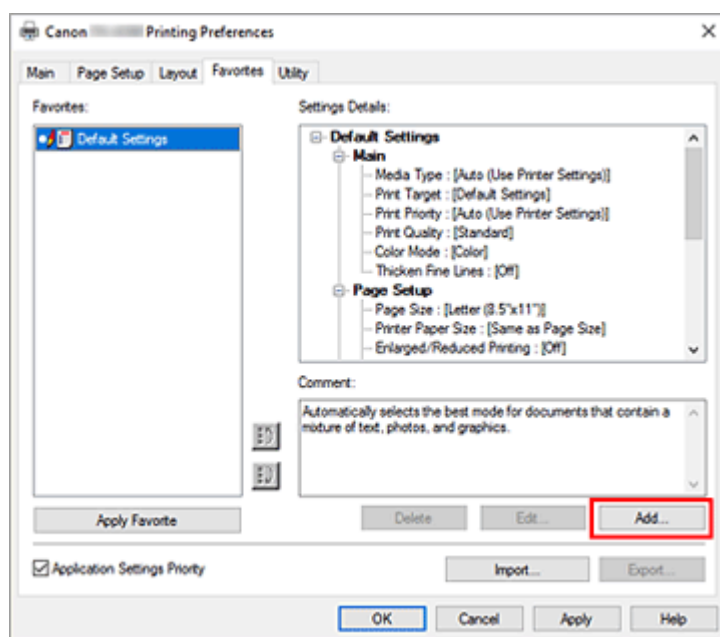 Canon Printing Preferences
Main Page Setup Layout Favorites Utility
Favorites:
Default Settings
Settings Details:
Default Settings
Main
Media Type : [Auto (Use Printer Settings)]
Print Target : [Default Settings]
Print Priority : [Auto (Use Printer Settings)]
Print Quality : [Standard]
Color Mode : [Color]
Thicken Fine Lines : [Off]
Page Setup
Page Size : [Letter (8.5"x11")]
Printer Paper Size : [Same as Page Size]
Enlarged/Reduced Printing : [Off]
Comment:
Automatically selects the best mode for documents that contain a
mixture of text, photos, and graphics.
Apply Favorite
Delete Edit... Add...
Application Settings Priority
Import... Export...
OK Cancel Apply Help